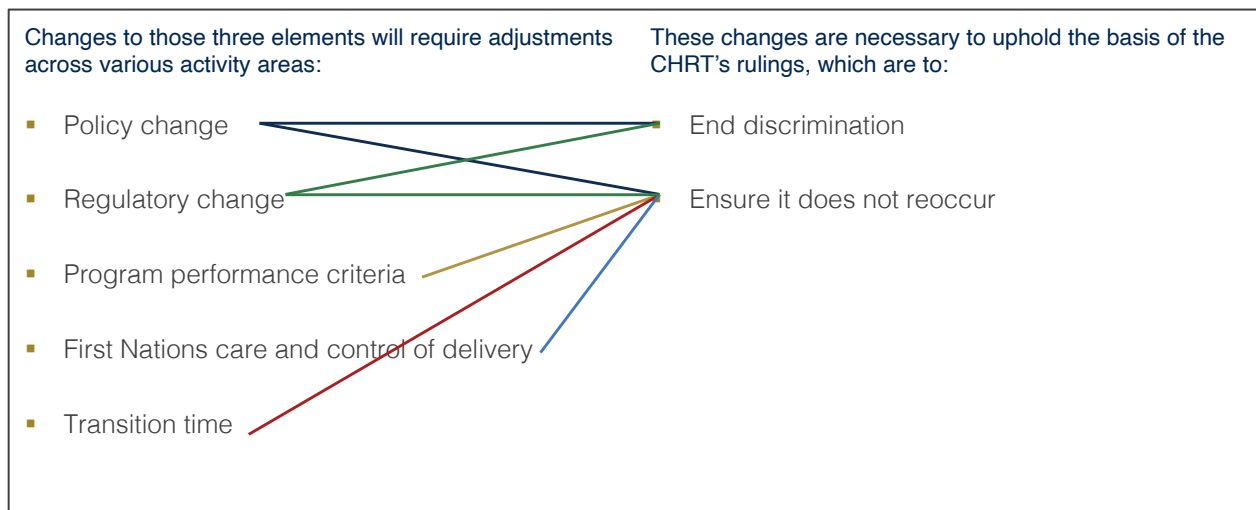 Changes to those three elements will require adjustments
across various activity areas:
Policy change
Regulatory change
Program performance criteria
First Nations care and control of delivery
Transition time
These changes are necessary to uphold the basis of the
CHRT's rulings, which are to:
End discrimination
Ensure it does not reoccur